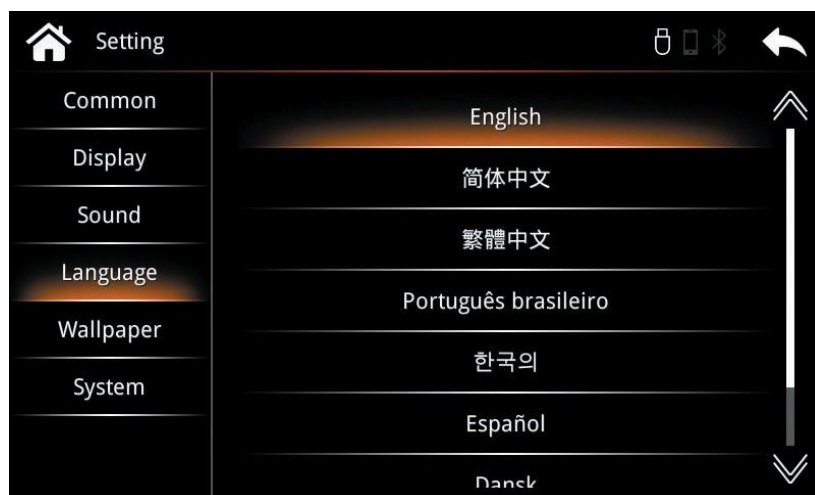 Setting
Common
Display
Sound
Language
Wallpaper
System
English
简体中文
繁體中文
Português brasileiro
한국의
Español
Dansk